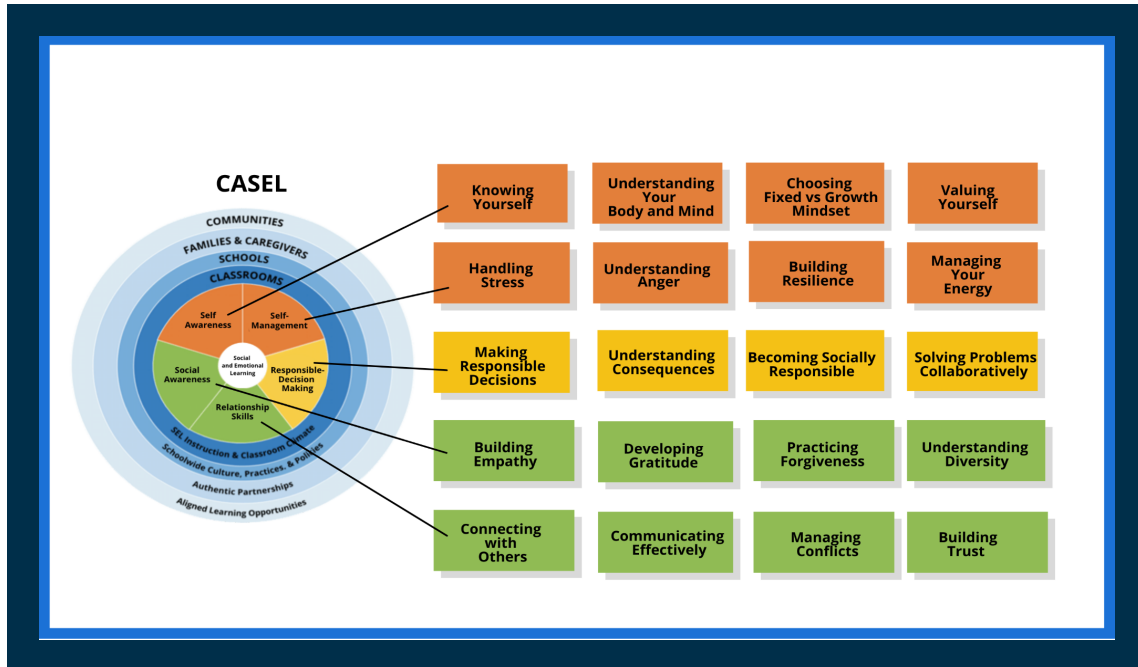 CASEL
COMMUNITIES
FAMILIES & CAREGIVERS
SCHOOLS
CLASSROOMS
Self
Awareness
Self-
Management
Social
and Emotional
Learning
Social
Awareness
Responsible-
Decision
Making
Relationship
Skills
SEL Instruction & Classroom Climate
Schoolwide Culture, Practices, & Policies
Authentic Partnerships
Aligned Learning Opportunities
Knowing
Yourself
Understanding
Your
Body and Mind
Choosing
Fixed vs Growth
Mindset
Valuing
Yourself
Handling
Stress
Understanding
Anger
Building
Resilience
Managing
Your
Energy
Making
Responsible
Decisions
Understanding
Consequences
Becoming Socially
Responsible
Solving Problems
Collaboratively
Building
Empathy
Developing
Gratitude
Practicing
Forgiveness
Understanding
Diversity
Connecting
with
Others
Communicating
Effectively
Managing
Conflicts
Building
Trust